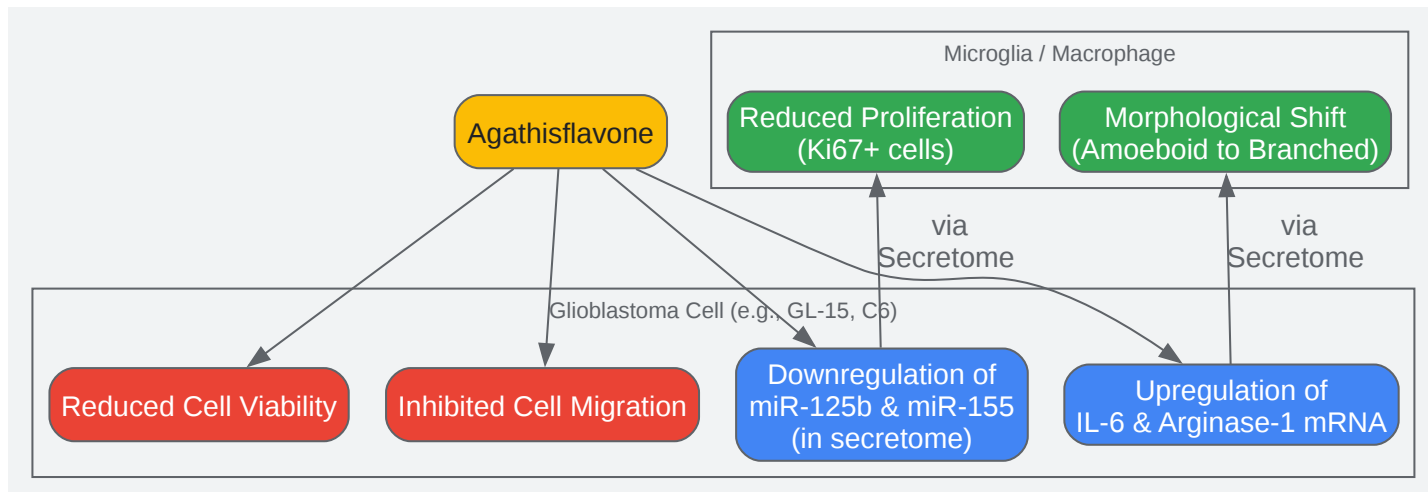 Microglia / Macrophage
Agathisflavone
Reduced Proliferation
(Ki67+ cells)
Morphological Shift
(Amoeboid to Branched)
via
Secretome
via
Secretome
Glioblastoma Cell (e.g., GL-15, C6)
Reduced Cell Viability
Inhibited Cell Migration
Downregulation of
miR-125b & miR-155
(in secretome)
Upregulation of
IL-6 & Arginase-1 mRNA